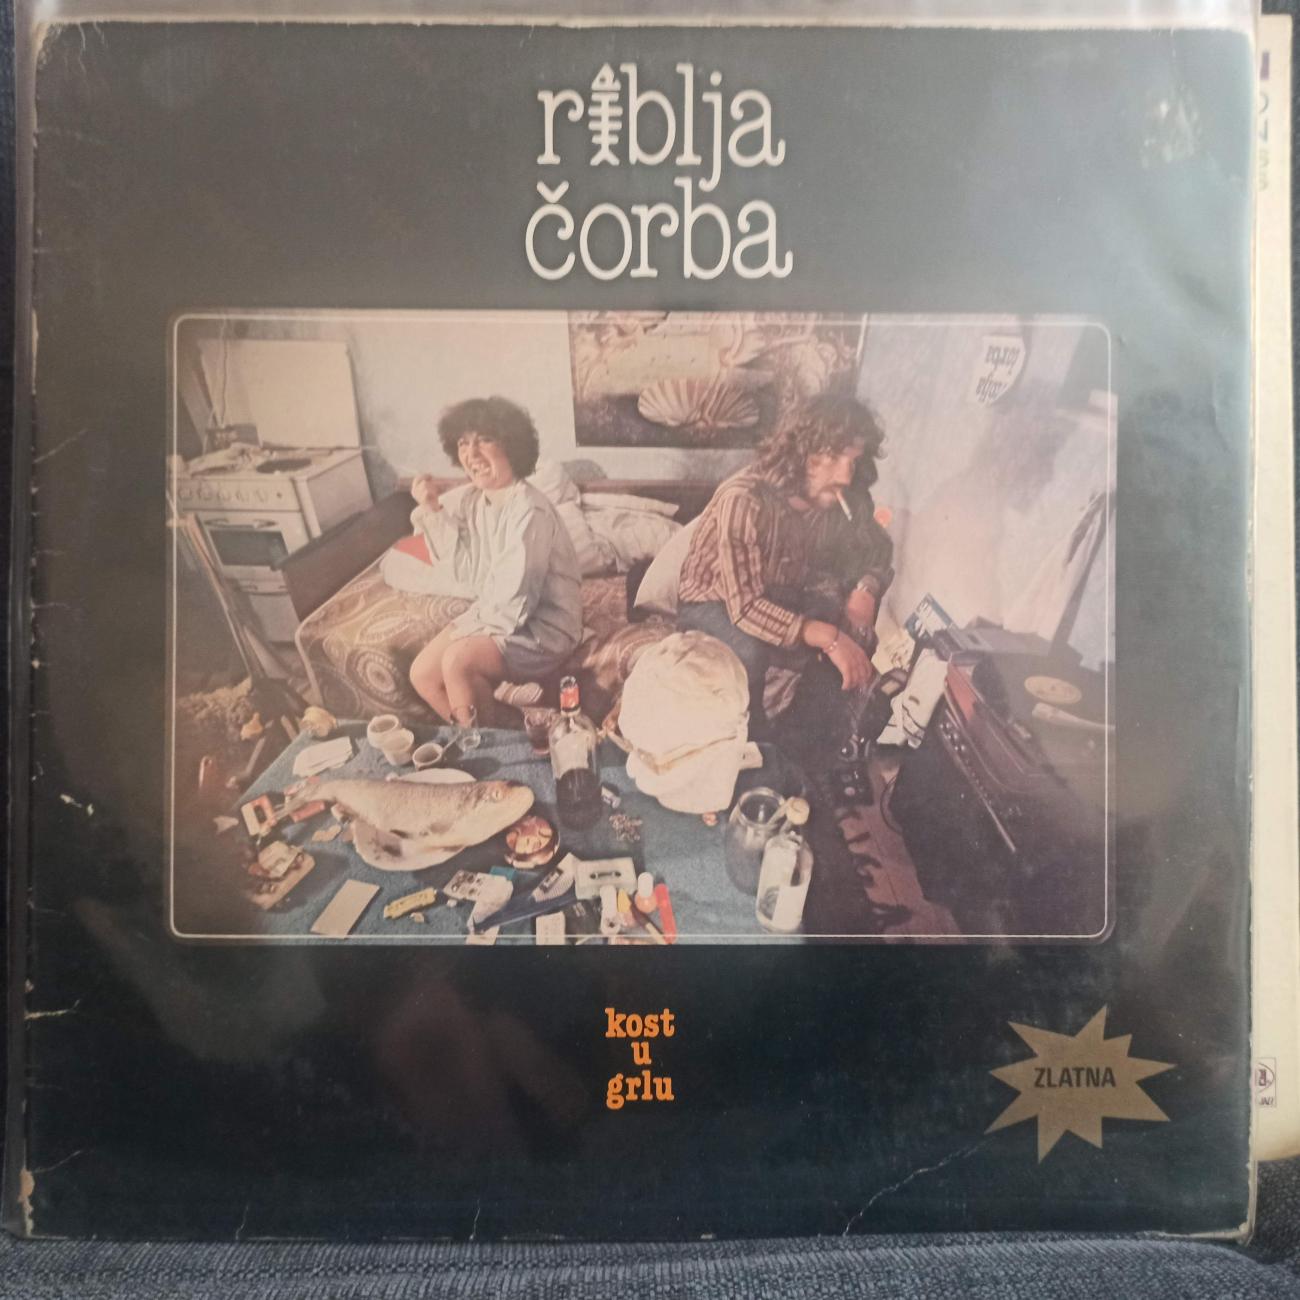 riblja
čorba
kost
u
grlu
ZLATNA